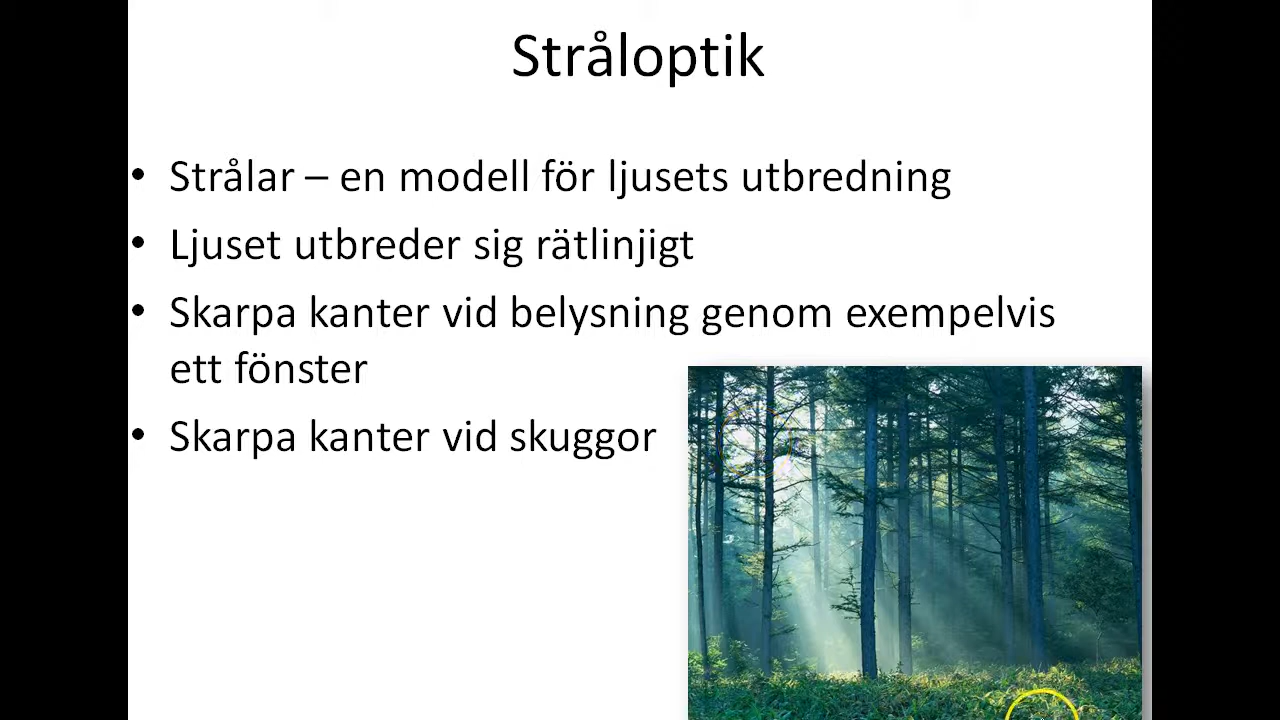 Stråloptik
• Strålar – en modell för ljusets utbredning
• Ljuset utbreder sig rätlinjigt
• Skarpa kanter vid belysning genom exempelvis
ett fönster
• Skarpa kanter vid skuggor